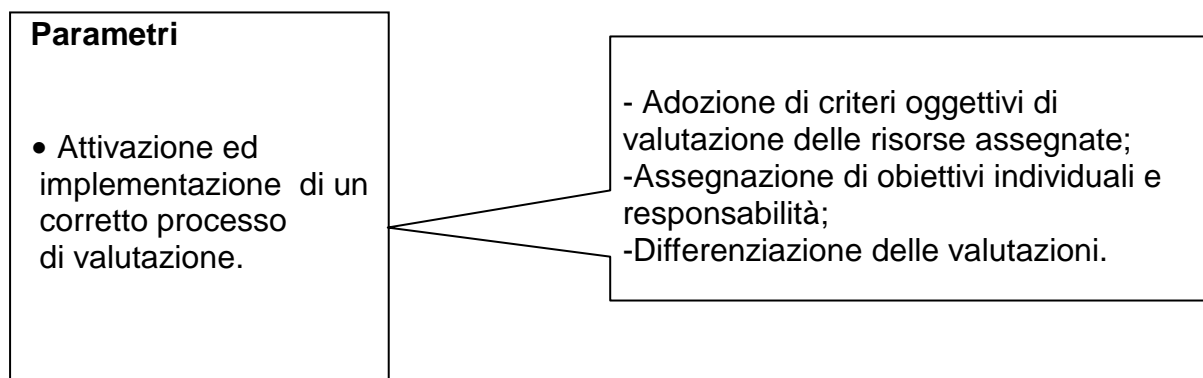 Parametri
• Attivazione ed
implementazione di un
corretto processo
di valutazione.
- Adozione di criteri oggettivi di
valutazione delle risorse assegnate;
-Assegnazione di obiettivi individuali e
responsabilità;
-Differenziazione delle valutazioni.